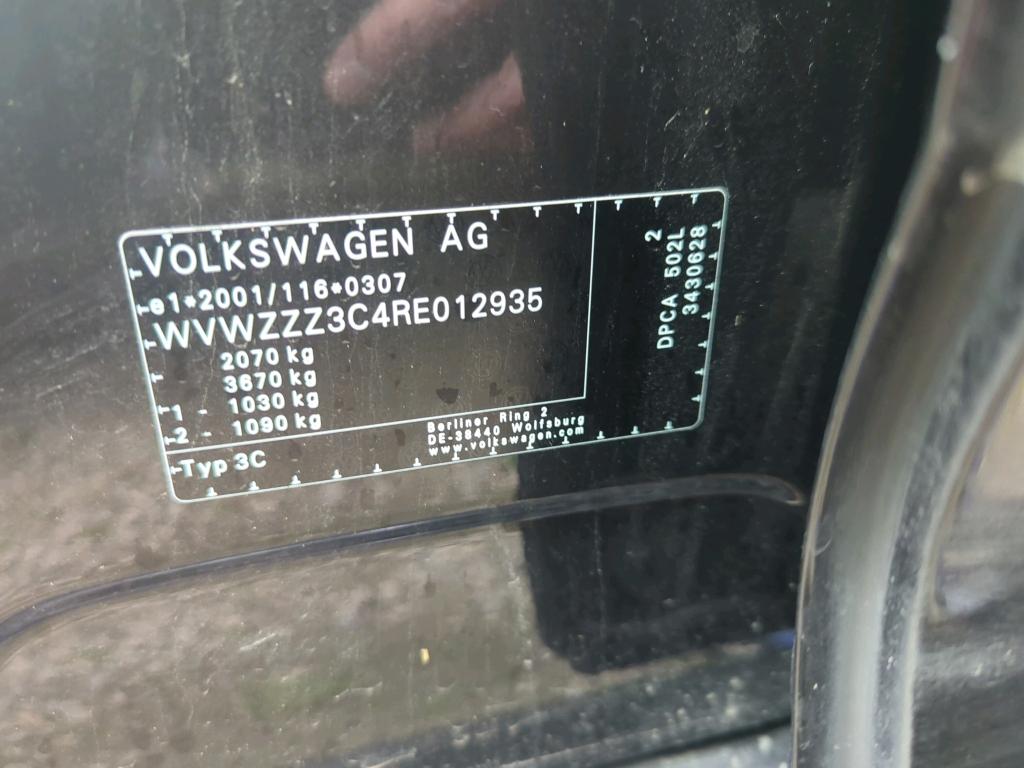 VOLKSWAGEN AG
e1*2001/116*0307
WVWZZZ3C4RE012935
2070 kg
3670 kg
1 - 1030 kg
2 - 1090 kg
Typ 3C
Berliner Ring 2
DE-38440 Wolfsburg
www.volkswagen.com
2
DPCA 502L
3430628